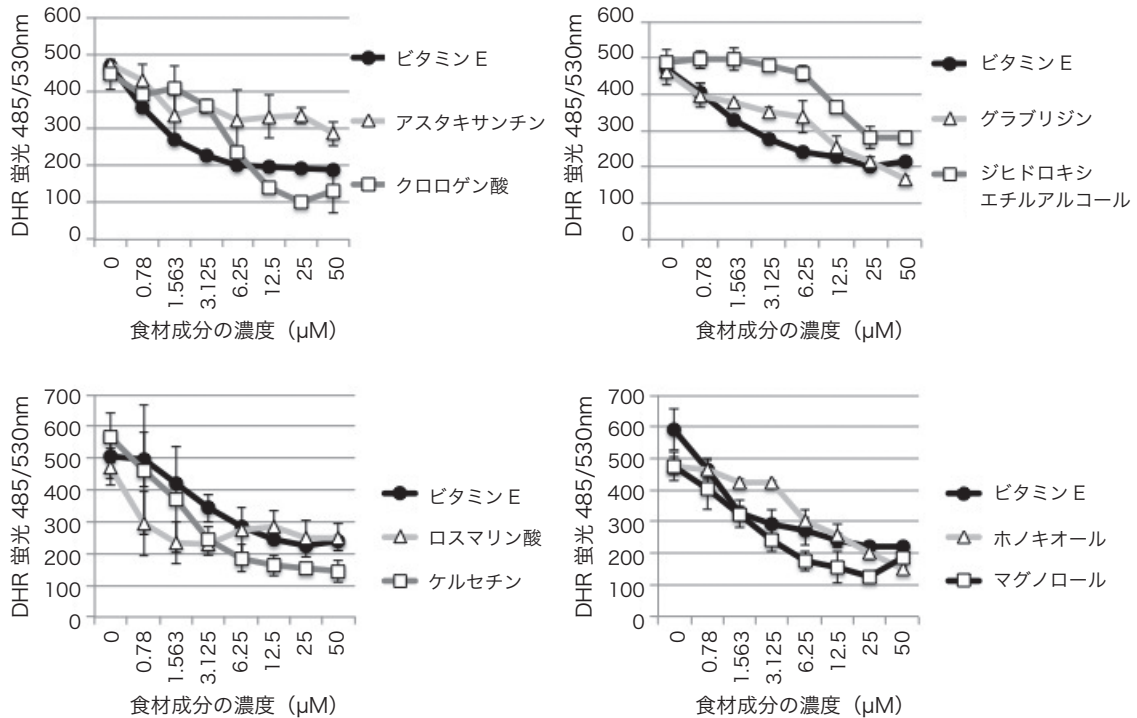 DHR 蛍光 485/530nm
600
500
400
300
200
100
0
0
0.78
1.563
3.125
6.25
12.5
25
50
食材成分の濃度（μM）
ビタミン E
アスタキサンチン
クロロゲン酸
DHR 蛍光 485/530nm
600
500
400
300
200
100
0
0
0.78
1.563
3.125
6.25
12.5
25
50
食材成分の濃度（μM）
ビタミン E
グラブリジン
ジヒドロキシ
エチルアルコール
DHR 蛍光 485/530nm
700
600
500
400
300
200
100
0
0
0.78
1.563
3.125
6.25
12.5
25
50
食材成分の濃度（μM）
ビタミン E
ロスマリン酸
ケルセチン
DHR 蛍光 485/530nm
700
600
500
400
300
200
100
0
0
0.78
1.563
3.125
6.25
12.5
25
50
食材成分の濃度（μM）
ビタミン E
ホノキオール
マグノロール